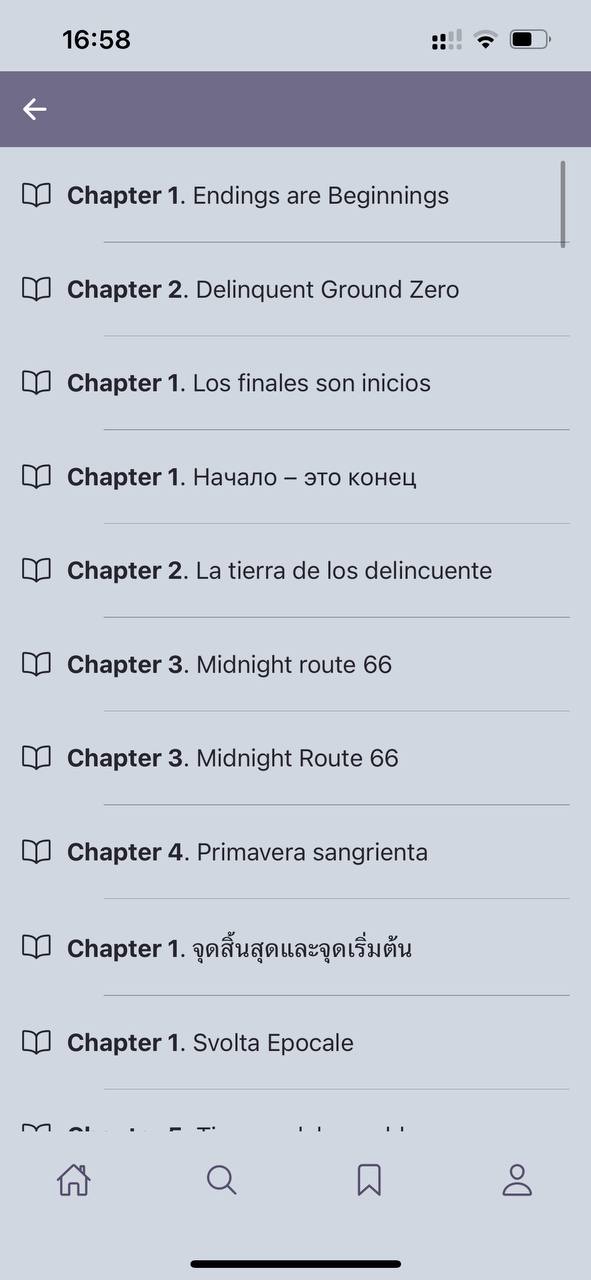 16:58
Chapter 1. Endings are Beginnings
Chapter 2. Delinquent Ground Zero
Chapter 1. Los finales son inicios
Chapter 1. Начало – это конец
Chapter 2. La tierra de los delincuente
Chapter 3. Midnight route 66
Chapter 3. Midnight Route 66
Chapter 4. Primavera sangrienta
Chapter 1. จุดสิ้นสุดและจุดเริ่มต้น
Chapter 1. Svolta Epocale